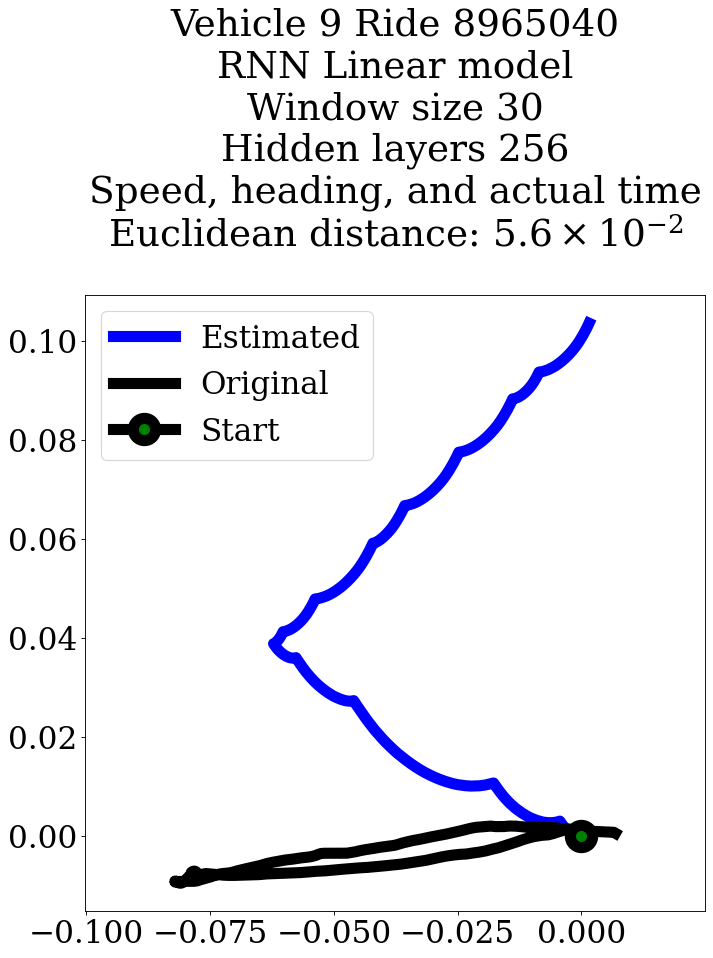 Vehicle 9 Ride 8965040
RNN Linear model
Window size 30
Hidden layers 256
Speed, heading, and actual time
Euclidean distance: 5.6 × 10⁻²
Estimated
Original
Start
0.10
0.08
0.06
0.04
0.02
0.00
−0.100 −0.075 −0.050 −0.025 0.000